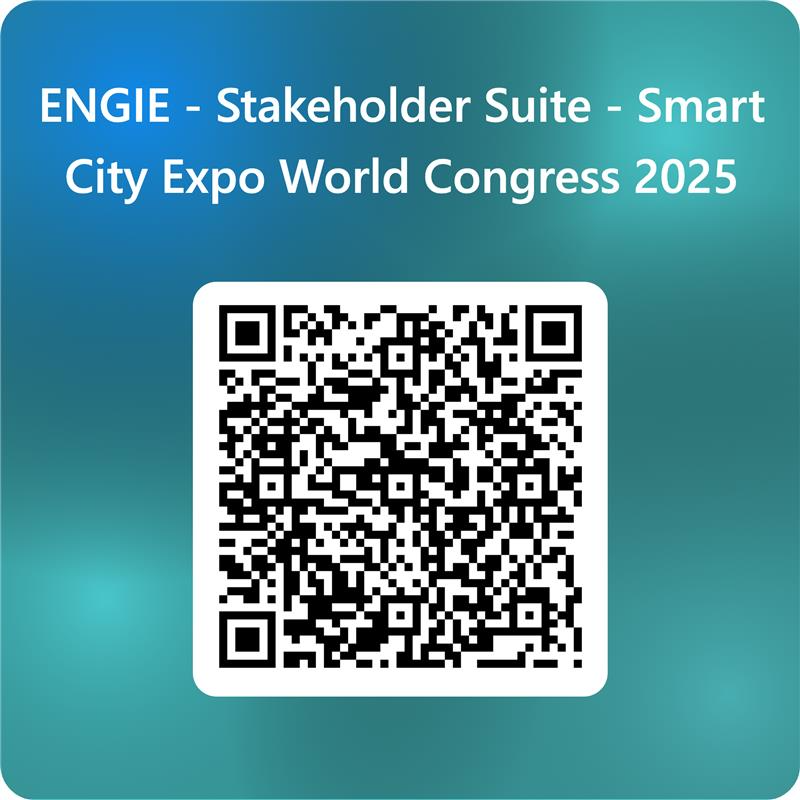 ENGIE - Stakeholder Suite - Smart
City Expo World Congress 2025